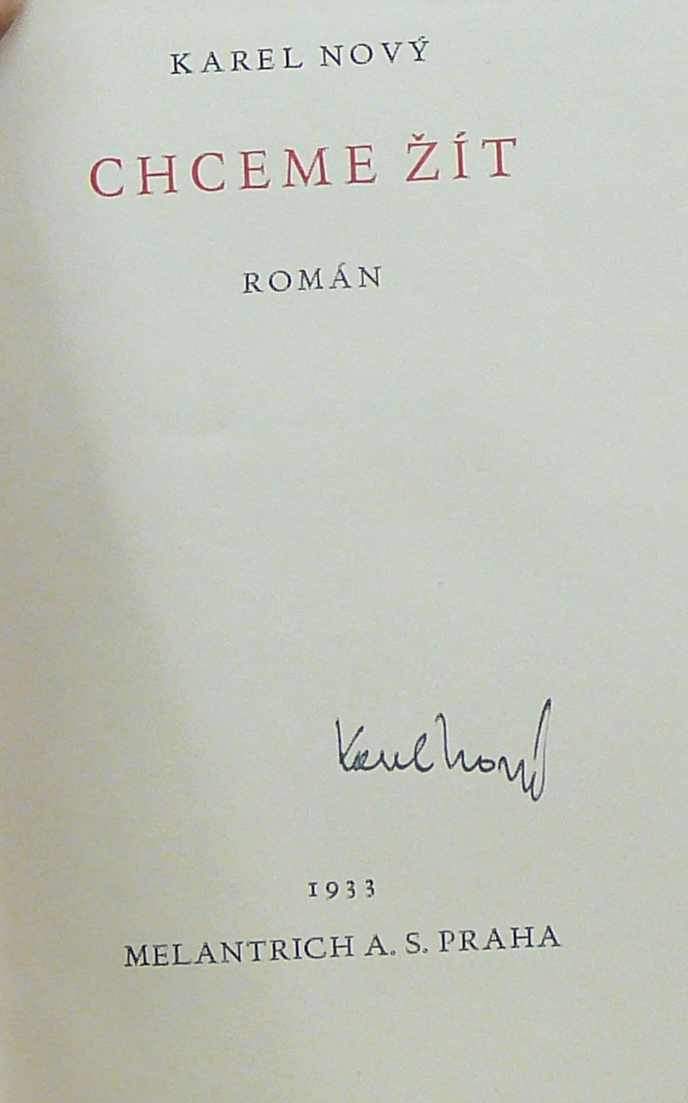 KAREL NOVÝ
CHCEME ŽÍT
ROMÁN
Karel Nový
1933
MELANTRICH A. S. PRAHA